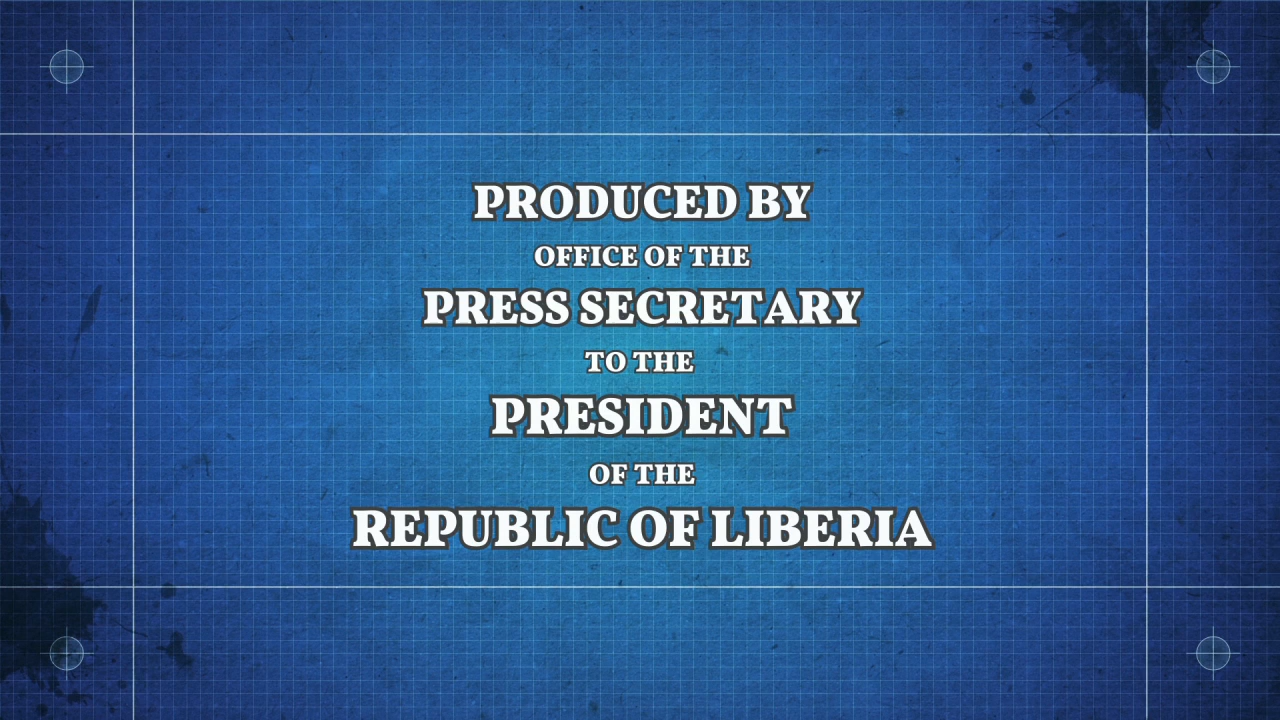 PRODUCED BY
OFFICE OF THE
PRESS SECRETARY
TO THE
PRESIDENT
OF THE
REPUBLIC OF LIBERIA